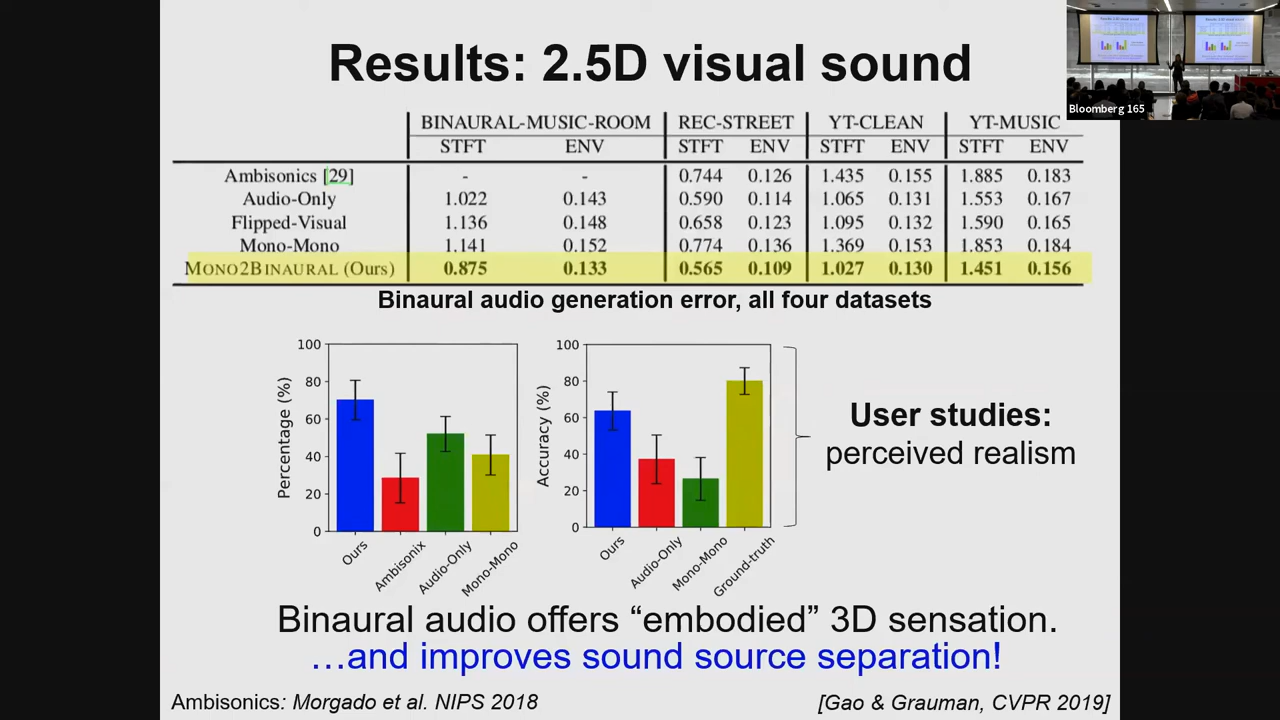 Results: 2.5D visual sound
Bloomberg 165
BINAURAL-MUSIC-ROOM REC-STREET YT-CLEAN YT-MUSIC
STFT ENV STFT ENV STFT ENV STFT ENV
Ambisonics [29] - - 0.744 0.126 1.435 0.155 1.885 0.183
Audio-Only 1.022 0.143 0.590 0.114 1.065 0.131 1.553 0.167
Flipped-Visual 1.136 0.148 0.658 0.123 1.095 0.132 1.590 0.165
Mono-Mono 1.141 0.152 0.774 0.136 1.369 0.153 1.853 0.184
MONO2BINAURAL (Ours) 0.875 0.133 0.565 0.109 1.027 0.130 1.451 0.156
Binaural audio generation error, all four datasets
Percentage (%)
100
80
60
40
20
0
Ours Ambisonix Audio-Only Mono-Mono
Accuracy (%)
100
80
60
40
20
0
Ours Audio-Only Mono-Mono Ground-truth
User studies:
perceived realism
Binaural audio offers “embodied” 3D sensation.
…and improves sound source separation!
Ambisonics: Morgado et al. NIPS 2018
[Gao & Grauman, CVPR 2019]